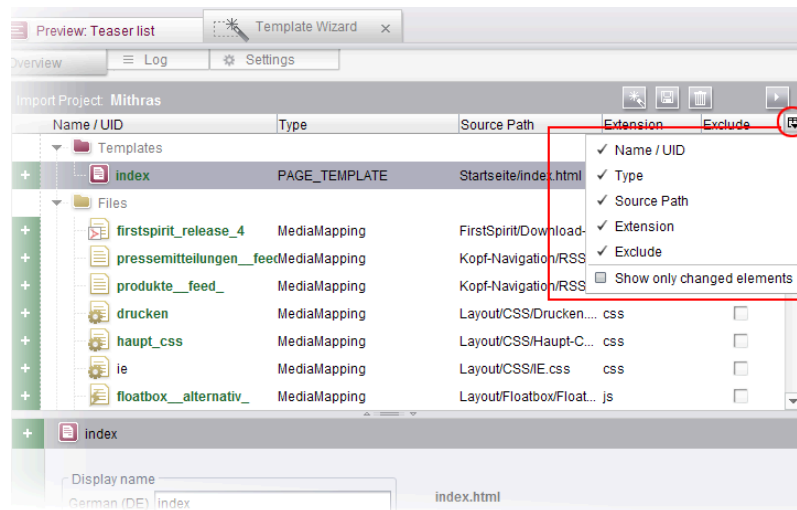 Preview: Teaser list
Template Wizard
Overview
Log
Settings
Import Project: Mithras
Name / UID Type Source Path Extension Exclude
Templates
index PAGE_TEMPLATE Startseite/index.html
Files
firstspirit_release_4 MediaMapping FirstSpirit/Download-
pressemitteilungen__feed MediaMapping Kopf-Navigation/RSS
produkte__feed_ MediaMapping Kopf-Navigation/RSS
drucken MediaMapping Layout/CSS/Drucken.... css
haupt_css MediaMapping Layout/CSS/Haupt-C... css
ie MediaMapping Layout/CSS/IE.css css
floatbox__alternativ_ MediaMapping Layout/Floatbox/Float... js
✓ Name / UID
✓ Type
✓ Source Path
✓ Extension
✓ Exclude
Show only changed elements
index
Display name
German (DE) index
index.html